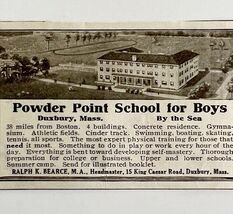 Powder Point School for Boys
Duxbury, Mass. By the Sea
38 miles from Boston. 4 buildings. Concrete residence. Gymna-
sium. Athletic fields. Cinder track. Swimming, boating, skating,
tennis, all sports. The most expert physical training for those that
need it most. Something to do in play or work every hour of the
day. Everything is bent toward developing self-mastery. Thorough
preparation for college or business. Upper and lower schools.
Summer camp. Send for illustrated booklet.
RALPH K. BEARCE, M.A., Headmaster, 15 King Caesar Road, Duxbury, Mass.